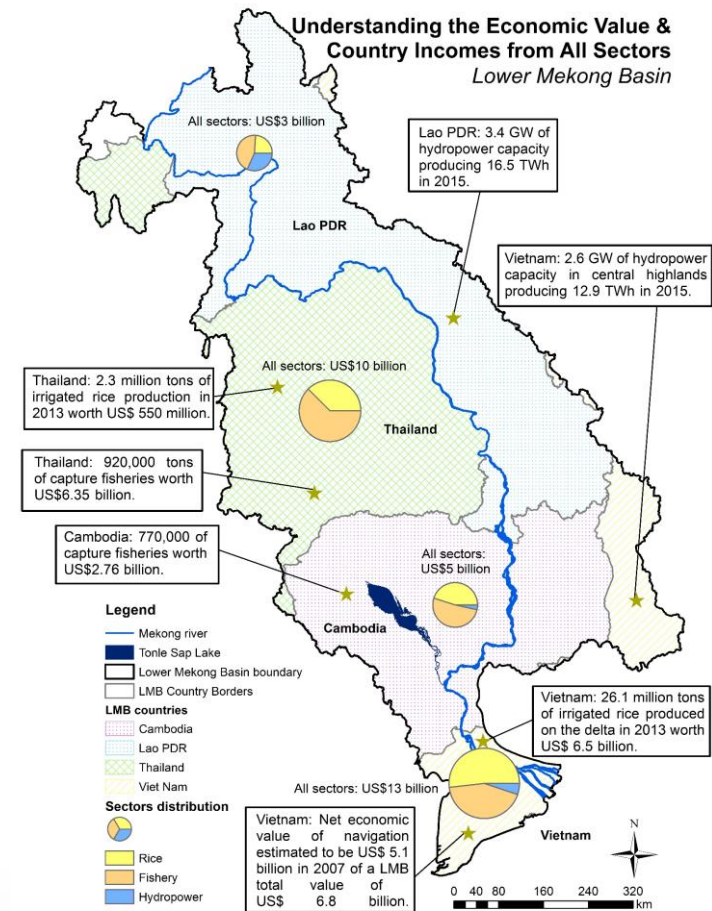 Understanding the Economic Value &
Country Incomes from All Sectors
Lower Mekong Basin
All sectors: US$3 billion
Lao PDR: 3.4 GW of
hydropower capacity
producing 16.5 TWh
in 2015.
Lao PDR
Vietnam: 2.6 GW of hydropower
capacity in central highlands
producing 12.9 TWh in 2015.
All sectors: US$10 billion
Thailand: 2.3 million tons of
irrigated rice production in
2013 worth US$ 550 million.
Thailand
Thailand: 920,000 tons
of capture fisheries worth
US$6.35 billion.
Cambodia: 770,000 of
capture fisheries worth
US$2.76 billion.
All sectors:
US$5 billion
Cambodia
Legend
Mekong river
Tonle Sap Lake
Lower Mekong Basin boundary
LMB Country Borders
LMB countries
Cambodia
Lao PDR
Thailand
Viet Nam
Sectors distribution
Rice
Fishery
Hydropower
Vietnam: 26.1 million tons
of irrigated rice produced
on the delta in 2013 worth
US$ 6.5 billion.
All sectors: US$13 billion
Vietnam: Net economic
value of navigation
estimated to be US$ 5.1
billion in 2007 of a LMB
total value of
US$ 6.8 billion.
Vietnam
N
0 40 80 160 240 320
km